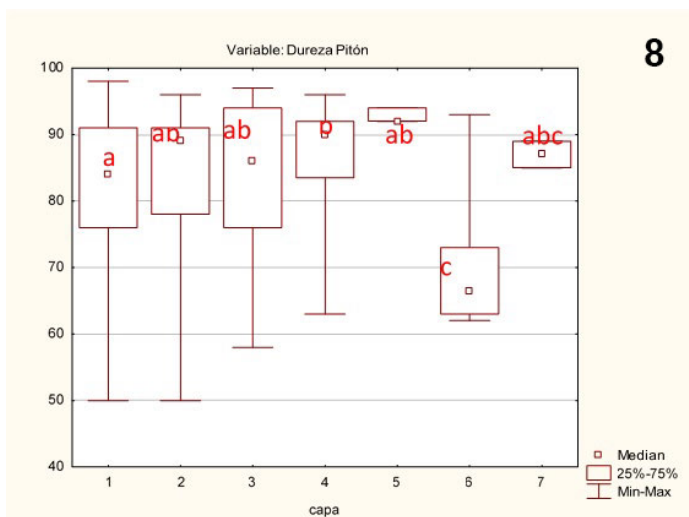 Variable: Dureza Pitón
8
100
90
80
70
60
50
40
a
ab
ab
b
ab
c
abc
1 2 3 4 5 6 7
capa
Median
25%-75%
Min-Max